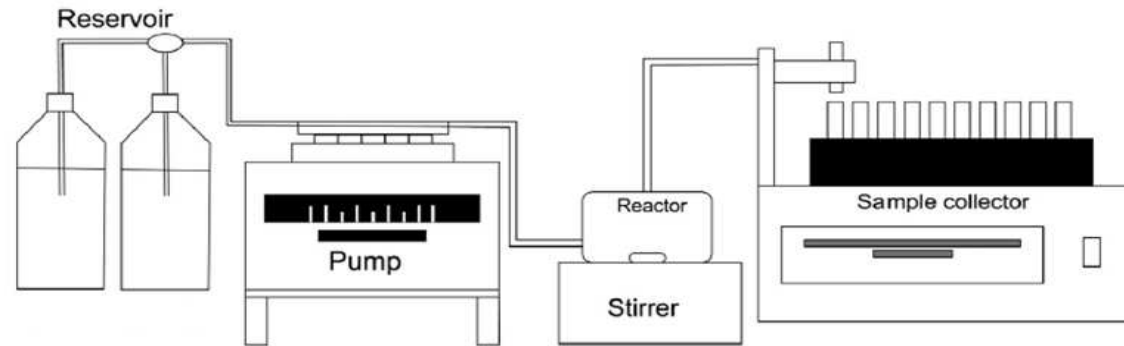 Reservoir
Pump
Reactor
Stirrer
Sample collector